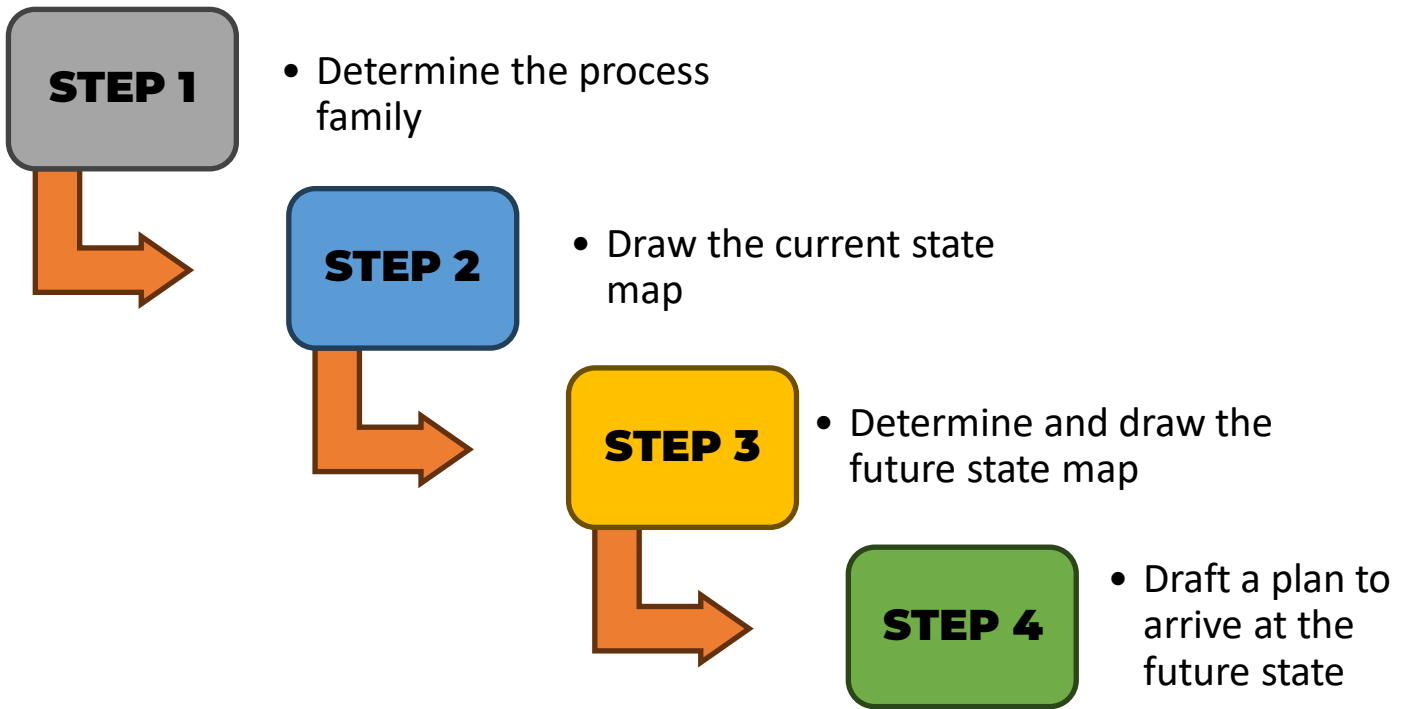 STEP 1
• Determine the process
family
STEP 2
• Draw the current state
map
STEP 3
• Determine and draw the
future state map
STEP 4
• Draft a plan to
arrive at the
future state